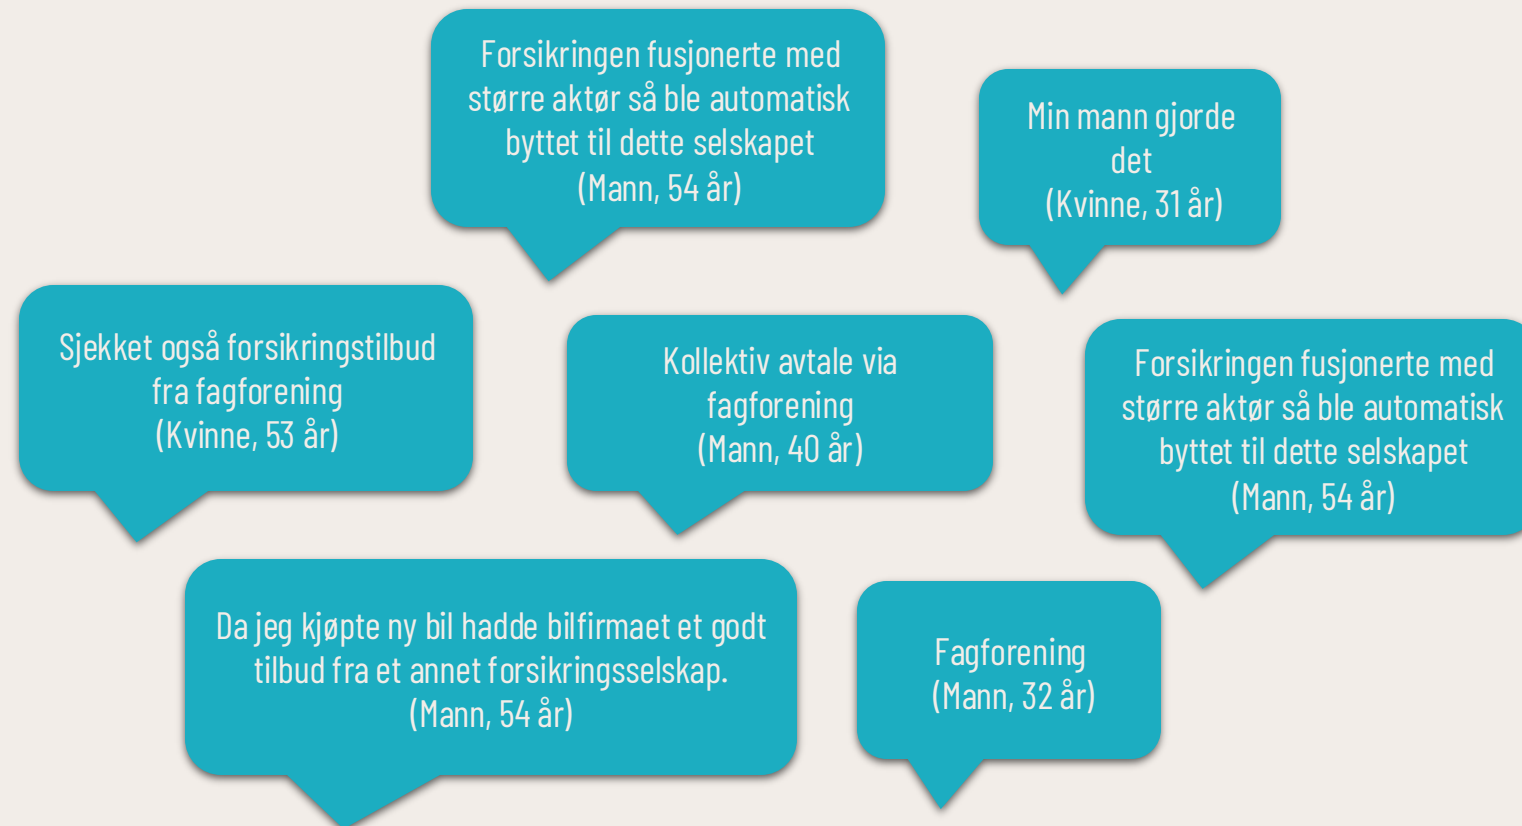 Forsikringen fusjonerte med
større aktør så ble automatisk
byttet til dette selskapet
(Mann, 54 år)
Min mann gjorde
det
(Kvinne, 31 år)
Sjekket også forsikringstilbud
fra fagforening
(Kvinne, 53 år)
Kollektiv avtale via
fagforening
(Mann, 40 år)
Forsikringen fusjonerte med
større aktør så ble automatisk
byttet til dette selskapet
(Mann, 54 år)
Da jeg kjøpte ny bil hadde bilfirmaet et godt
tilbud fra et annet forsikringsselskap.
(Mann, 54 år)
Fagforening
(Mann, 32 år)